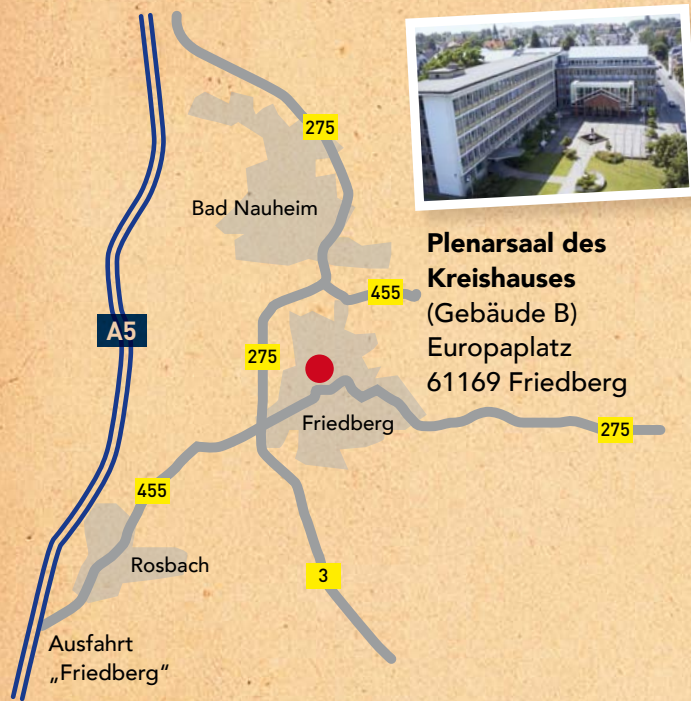 275
Bad Nauheim
Plenarsaal des
Kreishauses
(Gebäude B)
Europaplatz
61169 Friedberg
455
A5
275
Friedberg
275
455
Rosbach
3
Ausfahrt
„Friedberg“